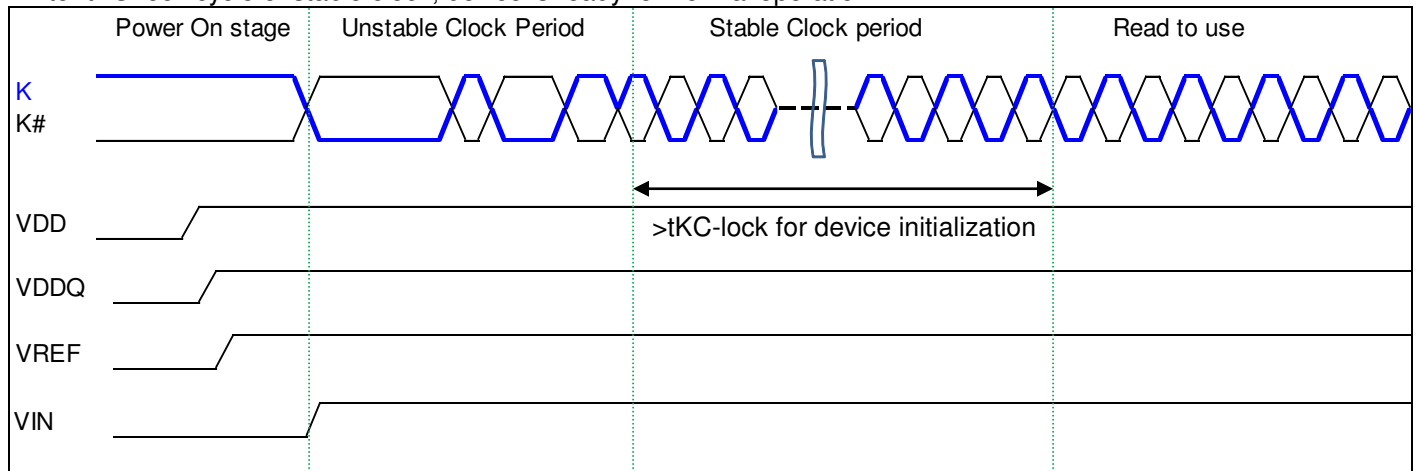 Power On stage Unstable Clock Period Stable Clock period Read to use
K
K#
VDD
>tKC-lock for device initialization
VDDQ
VREF
VIN